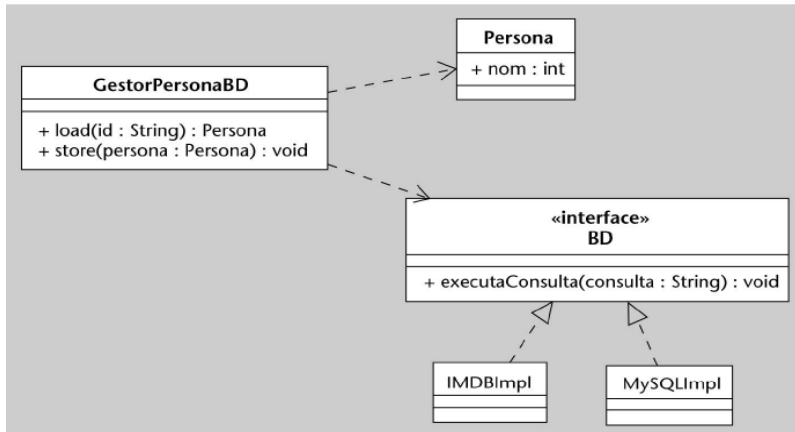 Persona
+ nom : int
GestorPersonaBD
+ load(id : String) : Persona
+ store(persona : Persona) : void
«interface»
BD
+ executaConsulta(consulta : String) : void
IMDBImpl
MySQLImpl